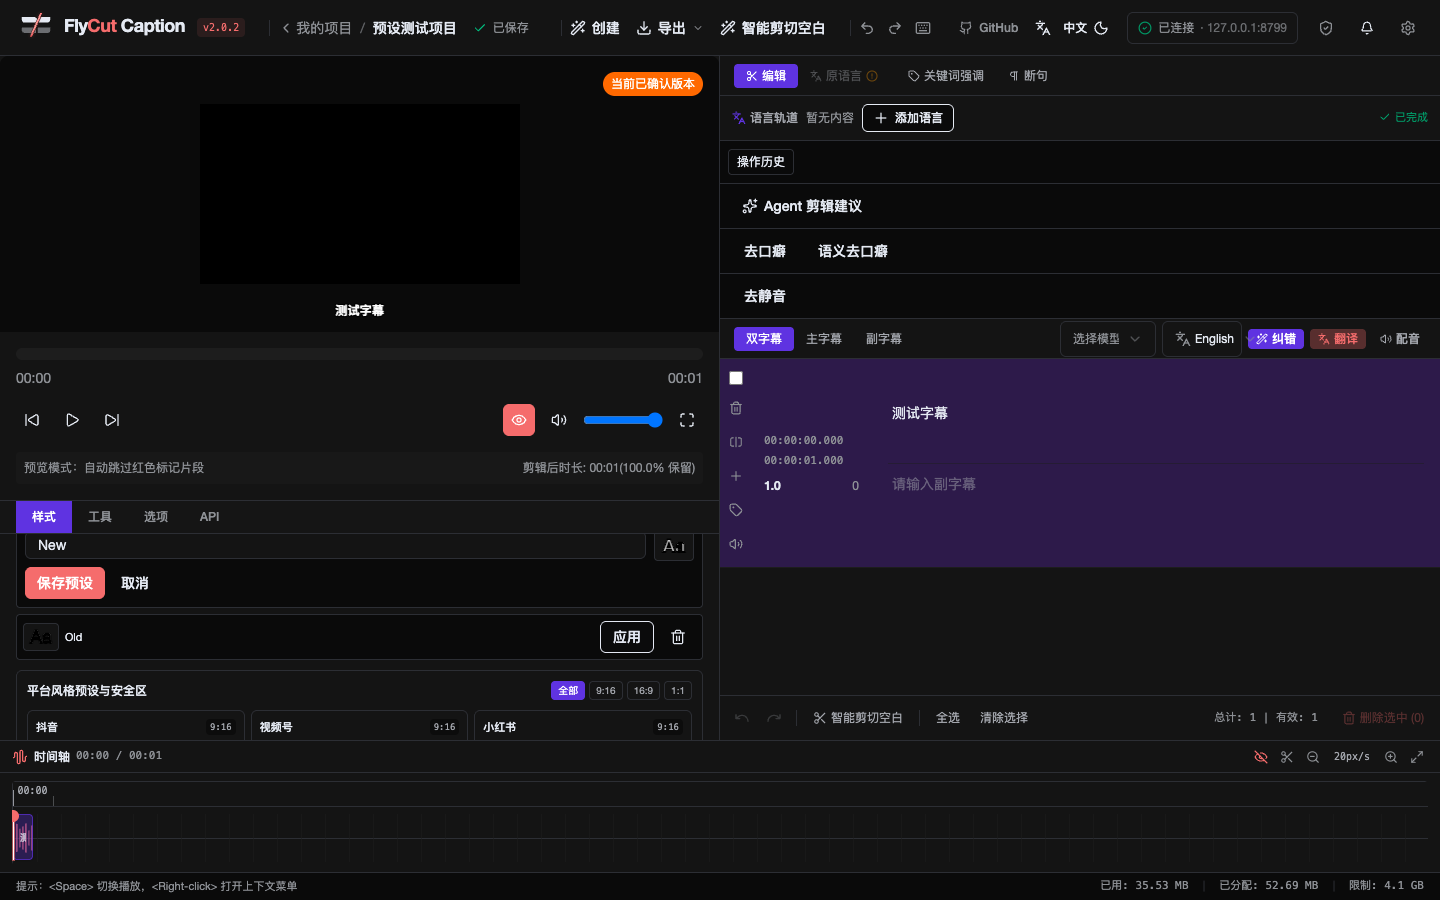 FlyCut Caption v2.0.2 我的项目 / 预设测试项目 已保存 创建 导出 智能剪切空白 GitHub 中文 已连接 · 127.0.0.1:8799
当前已确认版本
测试字幕
00:00 00:01
预览模式：自动跳过红色标记片段 剪辑后时长: 00:01(100.0% 保留)
样式 工具 选项 API
New
保存预设 取消
Aa Old 应用
平台风格预设与安全区 全部 9:16 16:9 1:1
抖音 9:16 视频号 9:16 小红书 9:16
编辑 原语言 关键词强调 断句
语言轨道 暂无内容 添加语言 已完成
操作历史
Agent 剪辑建议
去口癖 语义去口癖
去静音
双字幕 主字幕 副字幕 选择模型 English 纠错 翻译 配音
测试字幕
00:00:00.000
00:00:01.000
1.0 0 请输入副字幕
智能剪切空白 全选 清除选择 总计: 1 | 有效: 1 删除选中 (0)
时间轴 00:00 / 00:01 20px/s
00:00
提示：<Space> 切换播放，<Right-click> 打开上下文菜单 已用: 35.53 MB 已分配: 52.69 MB 限制: 4.1 GB